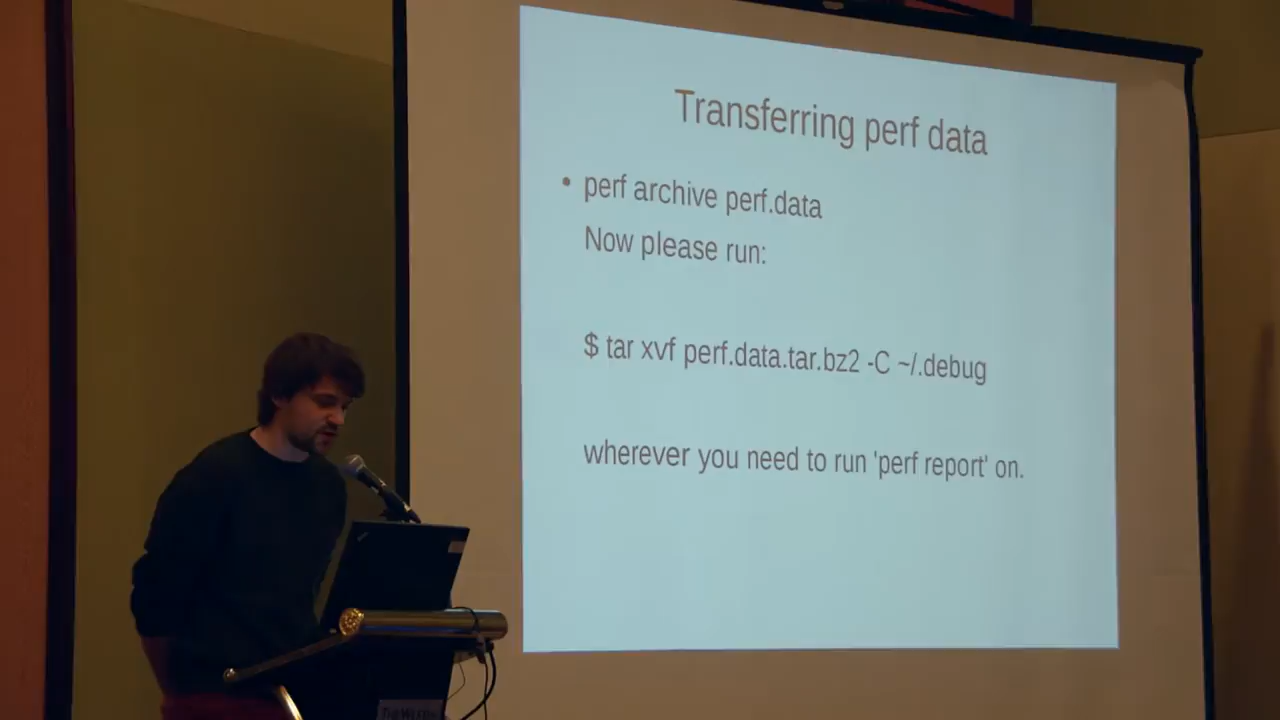 Transferring perf data
• perf archive perf.data
Now please run:
$ tar xvf perf.data.tar.bz2 -C ~/.debug
wherever you need to run 'perf report' on.